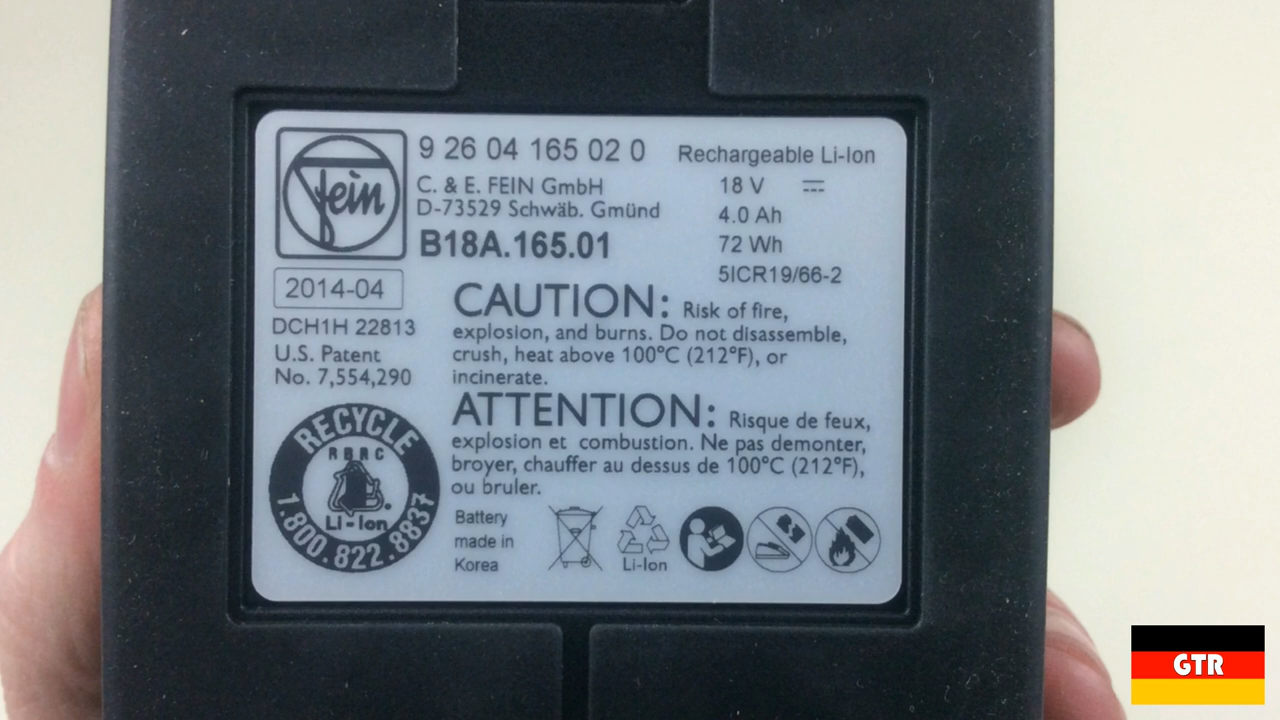 fein
9 26 04 165 02 0
C. & E. FEIN GmbH
D-73529 Schwäb. Gmünd
B18A.165.01
Rechargeable Li-Ion
18 V
4.0 Ah
72 Wh
5ICR19/66-2
2014-04
DCH1H 22813
U.S. Patent
No. 7,554,290
CAUTION: Risk of fire,
explosion, and burns. Do not disassemble,
crush, heat above 100°C (212°F), or
incinerate.
ATTENTION: Risque de feux,
explosion et combustion. Ne pas demonter,
broyer, chauffer au dessus de 100°C (212°F),
ou bruler.
RECYCLE
RBRC
Li-Ion
1.800.822.8837
Battery
made in
Korea
Li-Ion
GTR